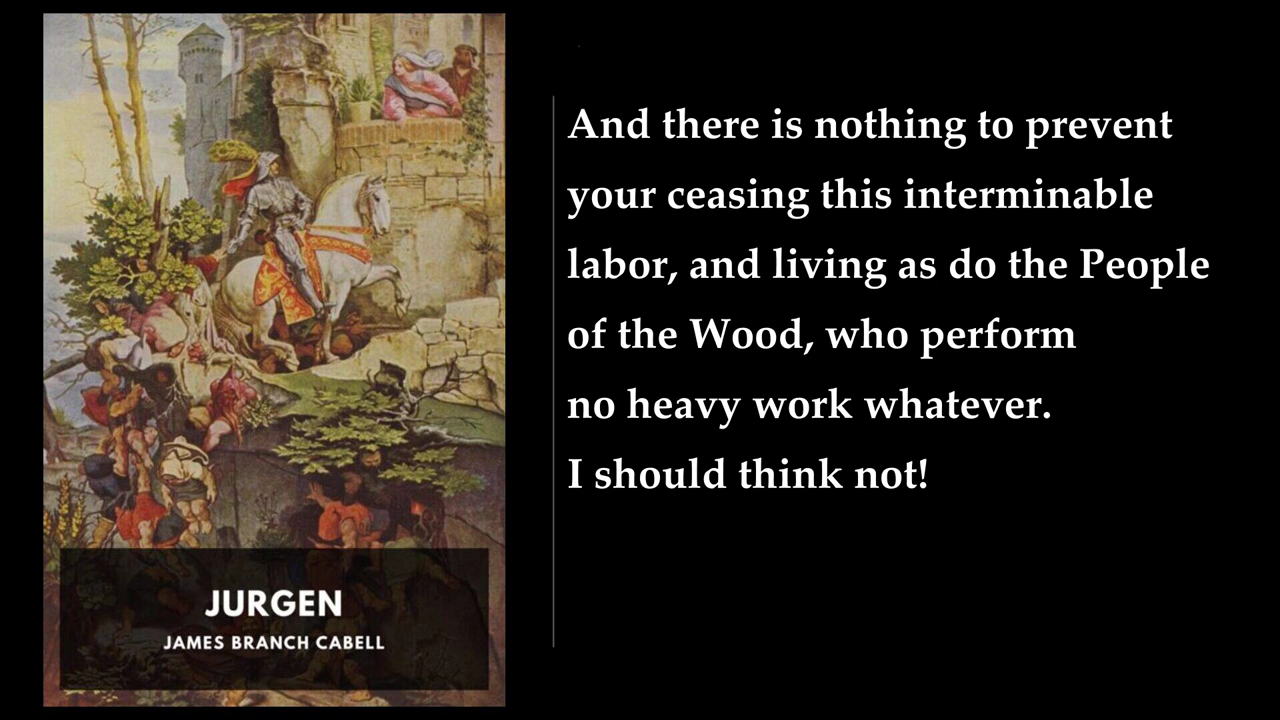 And there is nothing to prevent
your ceasing this interminable
labor, and living as do the People
of the Wood, who perform
no heavy work whatever.
I should think not!
JURGEN
JAMES BRANCH CABELL